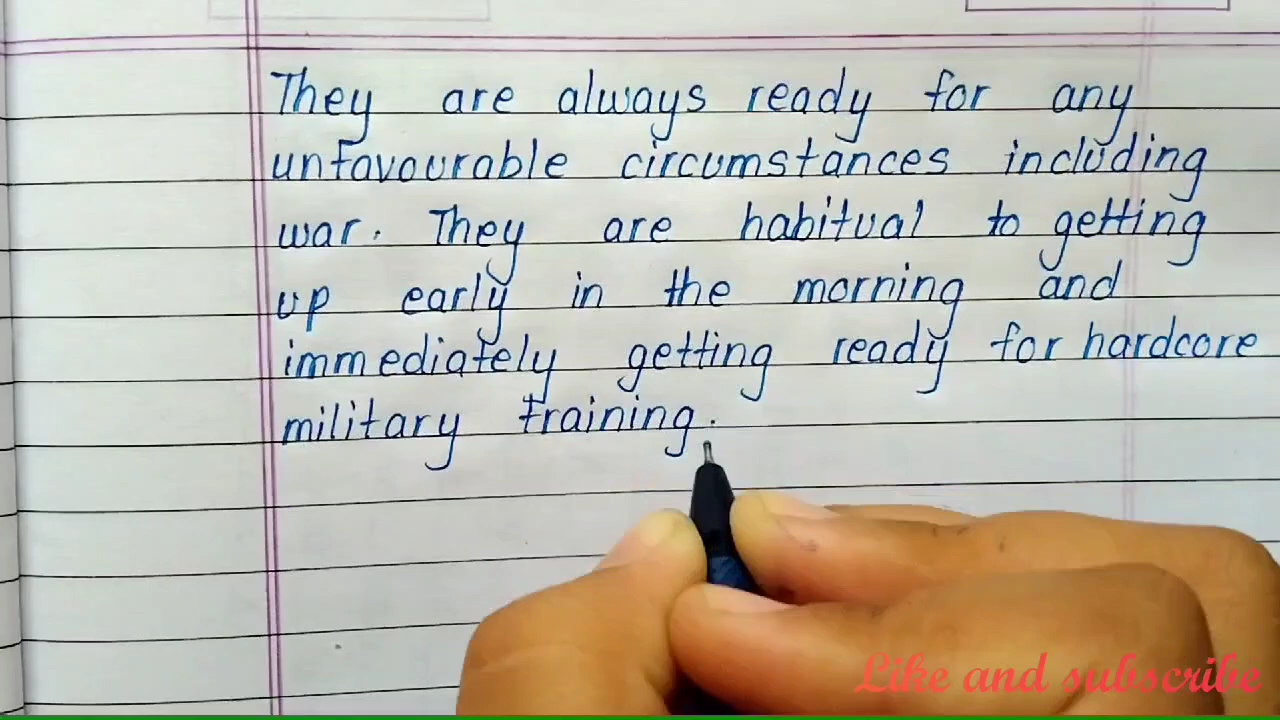 They are always ready for any
unfavourable circumstances including
war. They are habitual to getting
up early in the morning and
immediately getting ready for hardcore
military training.
Like and subscribe